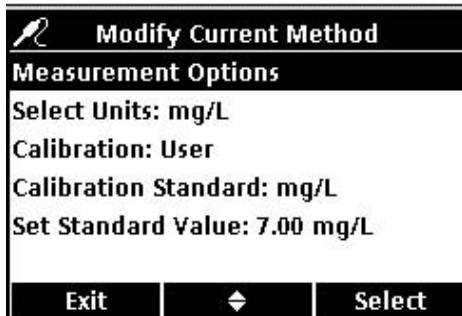 Modify Current Method
Measurement Options
Select Units: mg/L
Calibration: User
Calibration Standard: mg/L
Set Standard Value: 7.00 mg/L
Exit Select